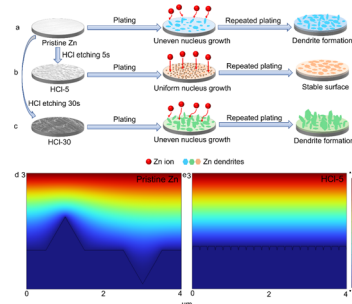 a
Plating
Repeated plating
Pristine Zn
Uneven nucleus growth
Dendrite formation
HCl etching 5s
b
Plating
Repeated plating
HCl-5
Uniform nucleus growth
Stable surface
HCl etching 30s
c
Plating
Repeated plating
HCl-30
Uneven nucleus growth
Dendrite formation
Zn ion
Zn dendrites
d 3
Pristine Zn
e 3
HCl-5
0
2
4
0
2
4
μm